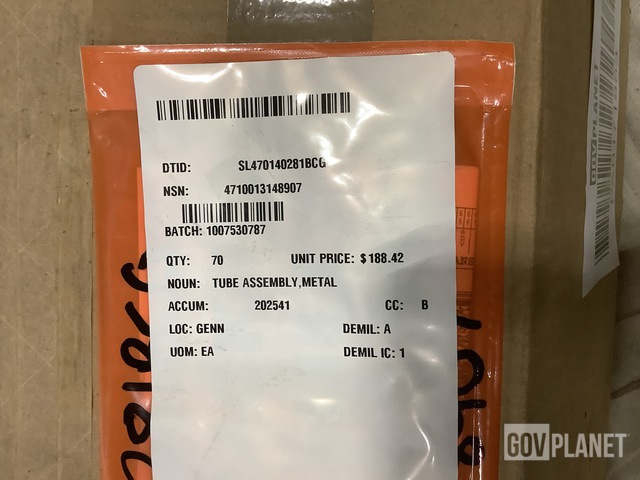 DTID: SL470140281BCG
NSN: 4710013148907
BATCH: 1007530787
QTY: 70 UNIT PRICE: $188.42
NOUN: TUBE ASSEMBLY,METAL
ACCUM: 202541 CC: B
LOC: GENN DEMIL: A
UOM: EA DEMIL IC: 1
GOVPLANET
GOVPLANET